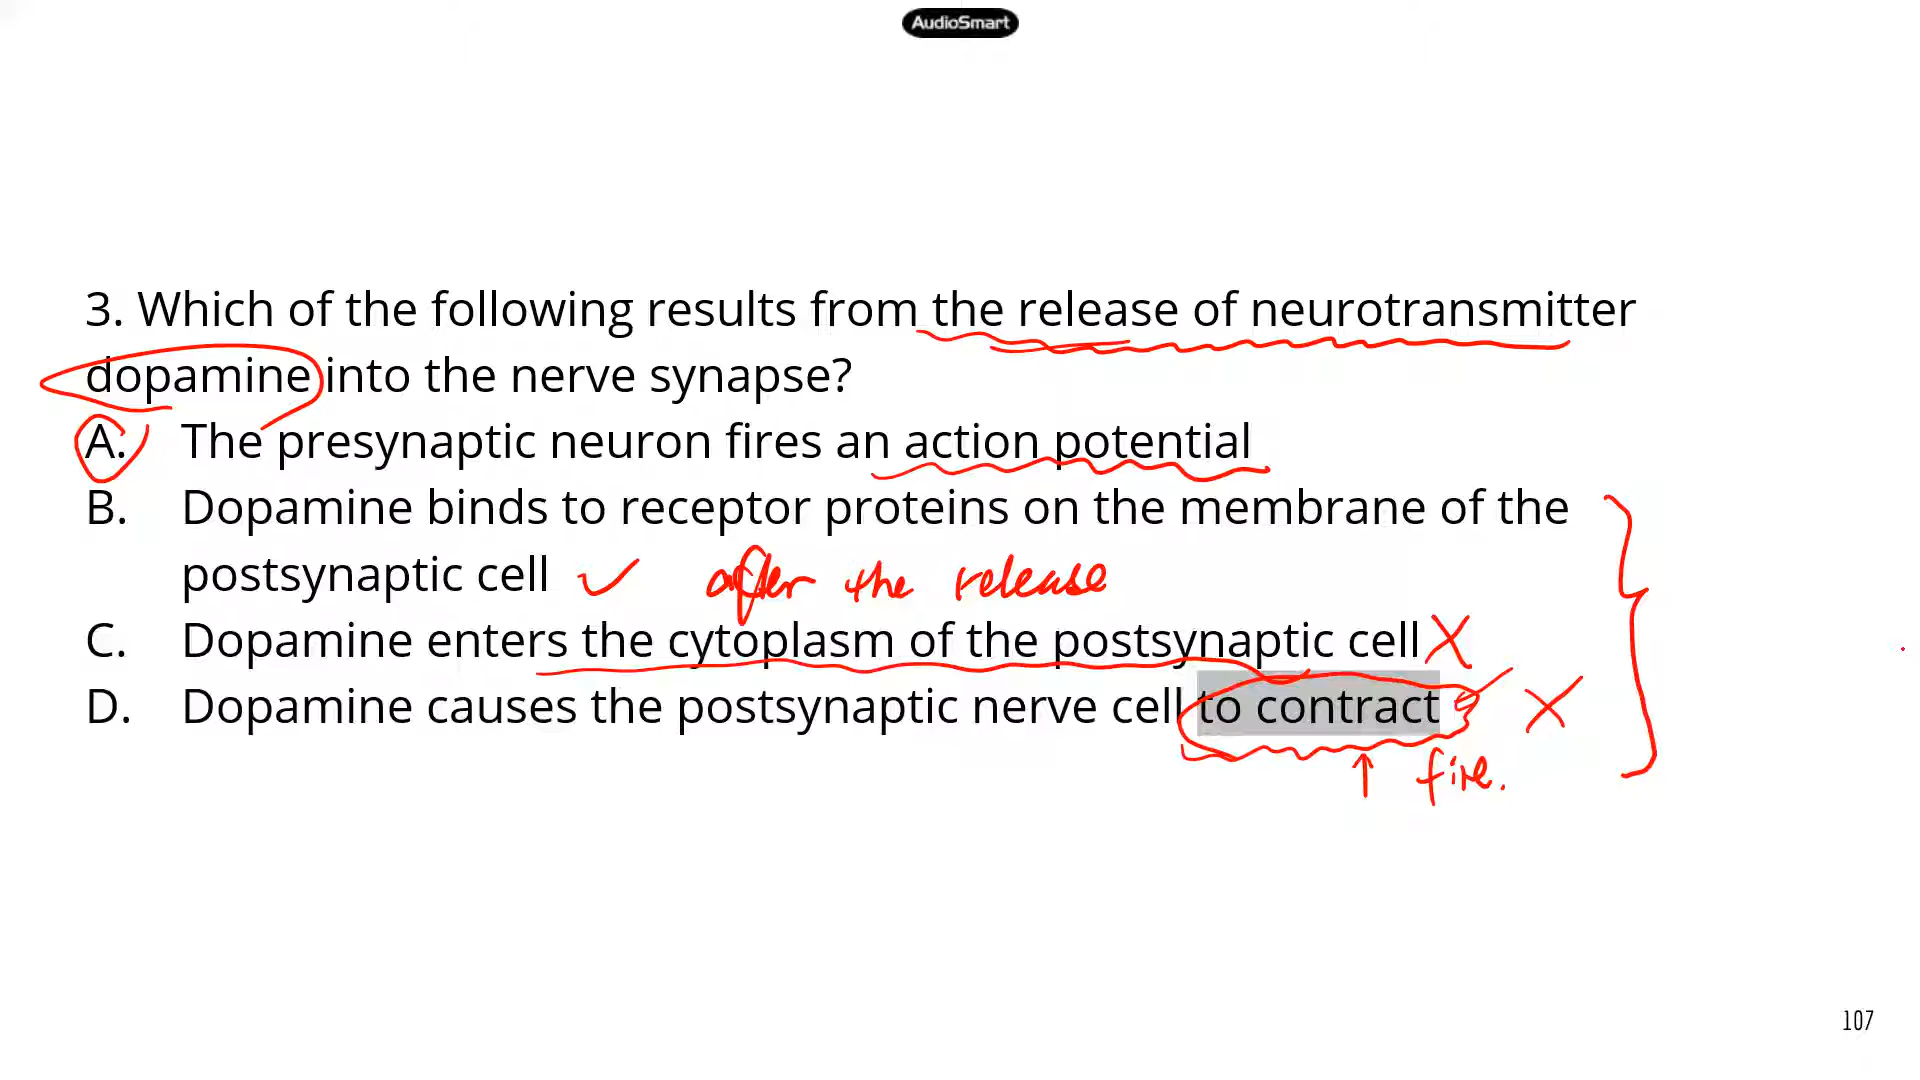 AudioSmart
3. Which of the following results from the release of neurotransmitter
dopamine into the nerve synapse?
A. The presynaptic neuron fires an action potential
B. Dopamine binds to receptor proteins on the membrane of the
postsynaptic cell after the release
C. Dopamine enters the cytoplasm of the postsynaptic cell
D. Dopamine causes the postsynaptic nerve cell to contract
fire.
107